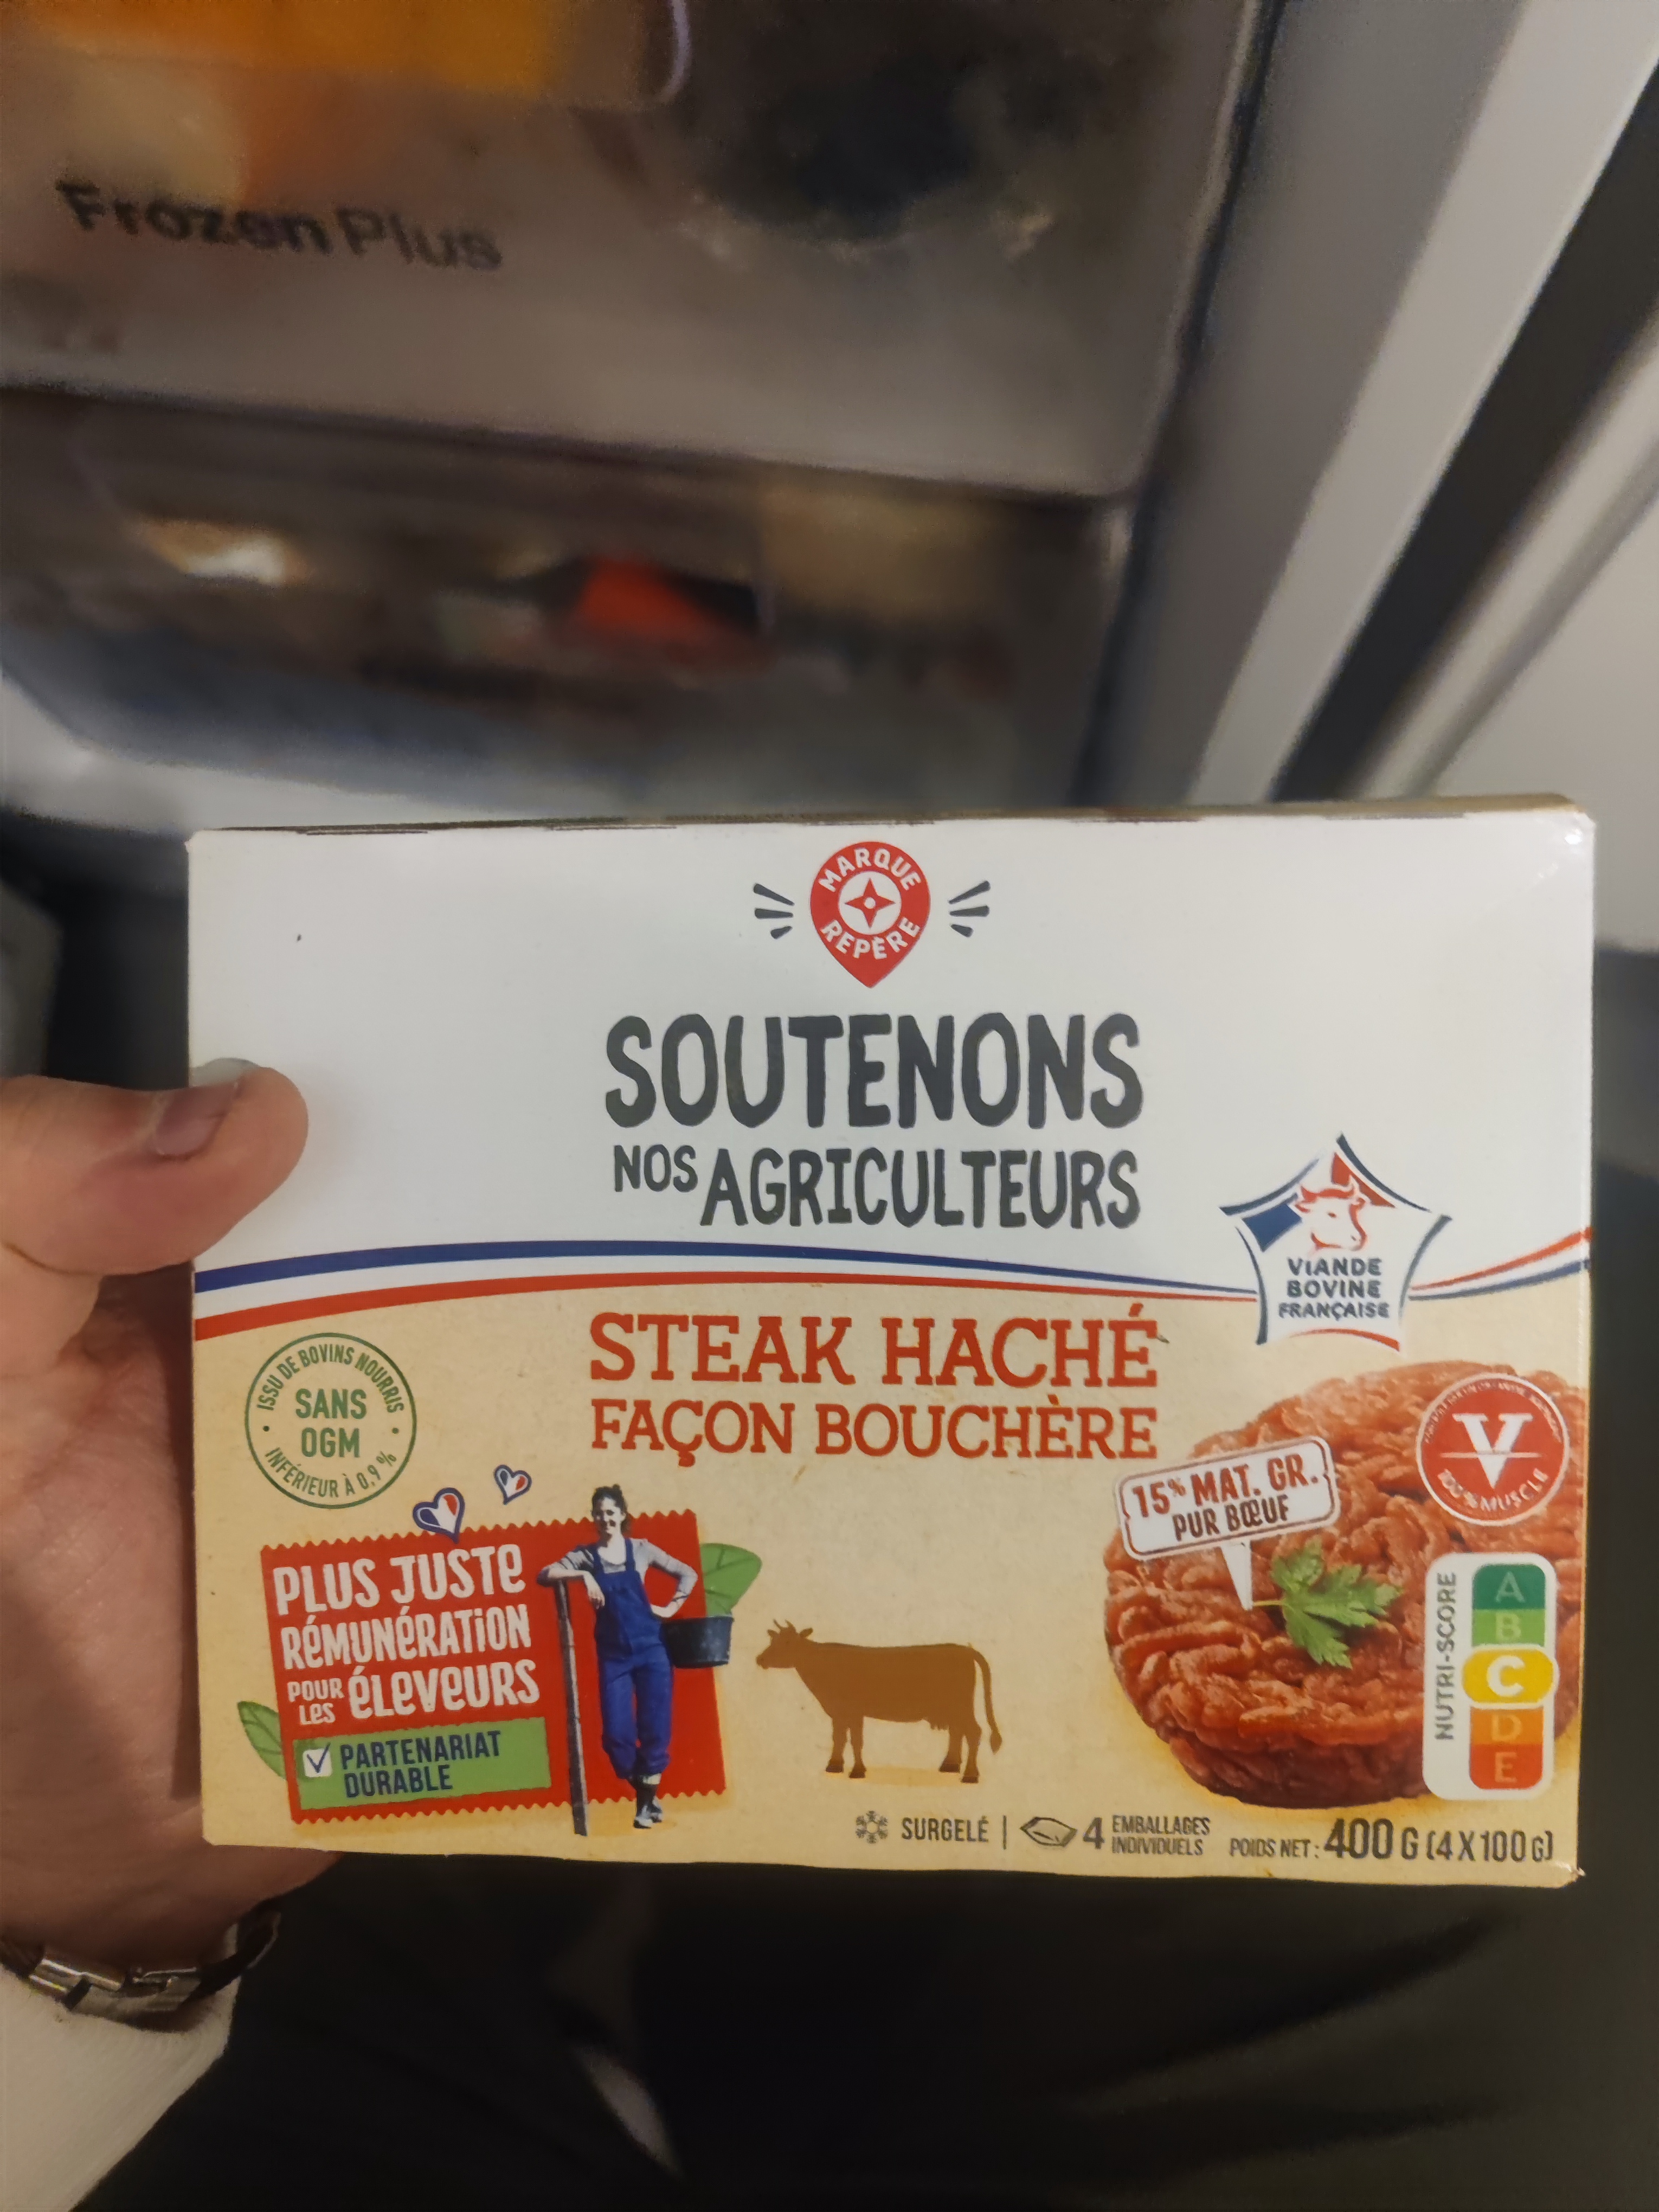 Frozen Plus
MARQUE
REPÈRE
SOUTENONS
NOS AGRICULTEURS
VIANDE
BOVINE
FRANÇAISE
STEAK HACHÉ
FAÇON BOUCHÈRE
ISSU DE BOVINS NOURRIS
SANS
OGM
INFÉRIEUR À 0,9%
15% MAT. GR.
PUR BŒUF
V
100% MUSCLE
PLUS JUSTE
RÉMUNÉRATION
POUR LES ÉLEVEURS
PARTENARIAT
DURABLE
NUTRI-SCORE
A
B
C
D
E
SURGELÉ | 4 EMBALLAGES INDIVIDUELS POIDS NET : 400 G (4 X 100 G)